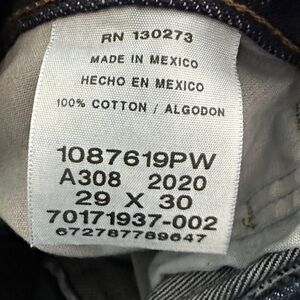 RN 130273
MADE IN MEXICO
HECHO EN MEXICO
100% COTTON / ALGODON
1087619PW
A308 2020
29 X 30
70171937-002
672787789647